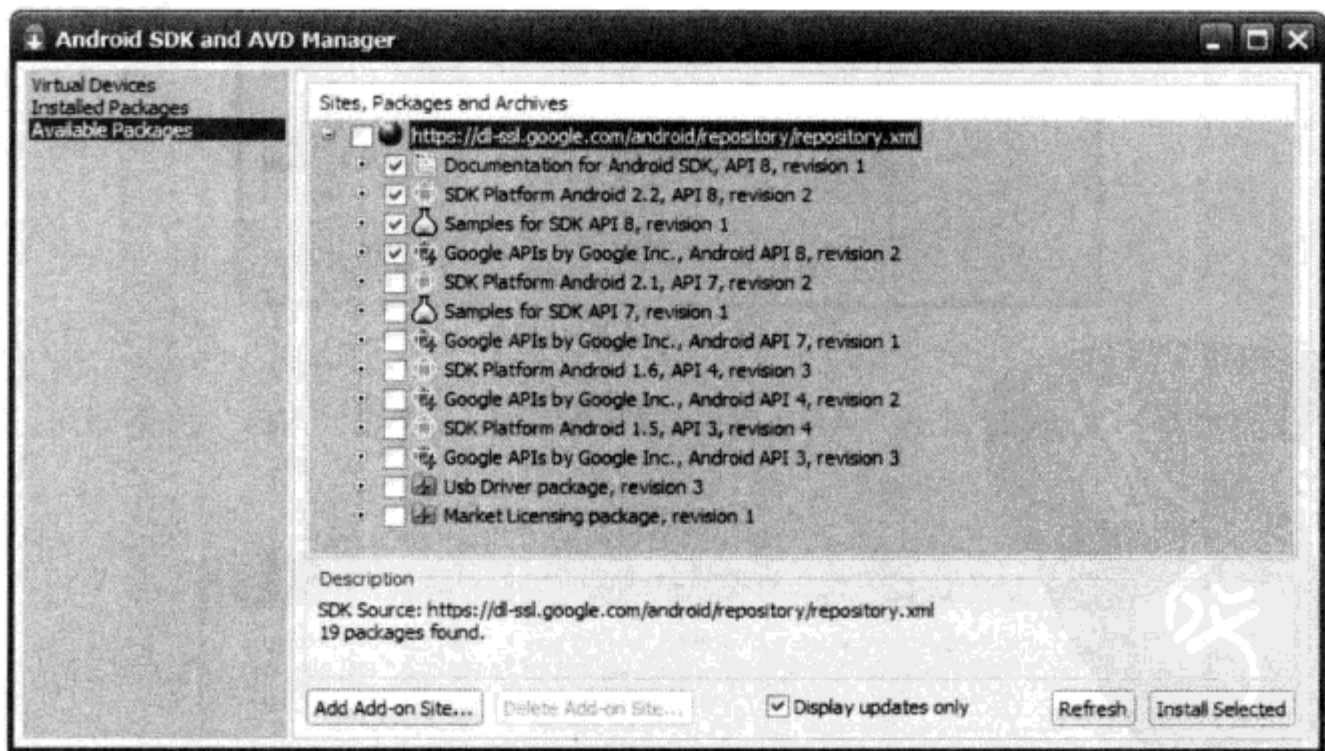 Android SDK and AVD Manager
Virtual Devices
Installed Packages
Available Packages
Sites, Packages and Archives
https://dl-ssl.google.com/android/repository/repository.xml
Documentation for Android SDK, API 8, revision 1
SDK Platform Android 2.2, API 8, revision 2
Samples for SDK API 8, revision 1
Google APIs by Google Inc., Android API 8, revision 2
SDK Platform Android 2.1, API 7, revision 2
Samples for SDK API 7, revision 1
Google APIs by Google Inc., Android API 7, revision 1
SDK Platform Android 1.6, API 4, revision 3
Google APIs by Google Inc., Android API 4, revision 2
SDK Platform Android 1.5, API 3, revision 4
Google APIs by Google Inc., Android API 3, revision 3
Usb Driver package, revision 3
Market Licensing package, revision 1
Description
SDK Source: https://dl-ssl.google.com/android/repository/repository.xml
19 packages found.
Add Add-on Site... Delete Add-on Site... Display updates only Refresh Install Selected